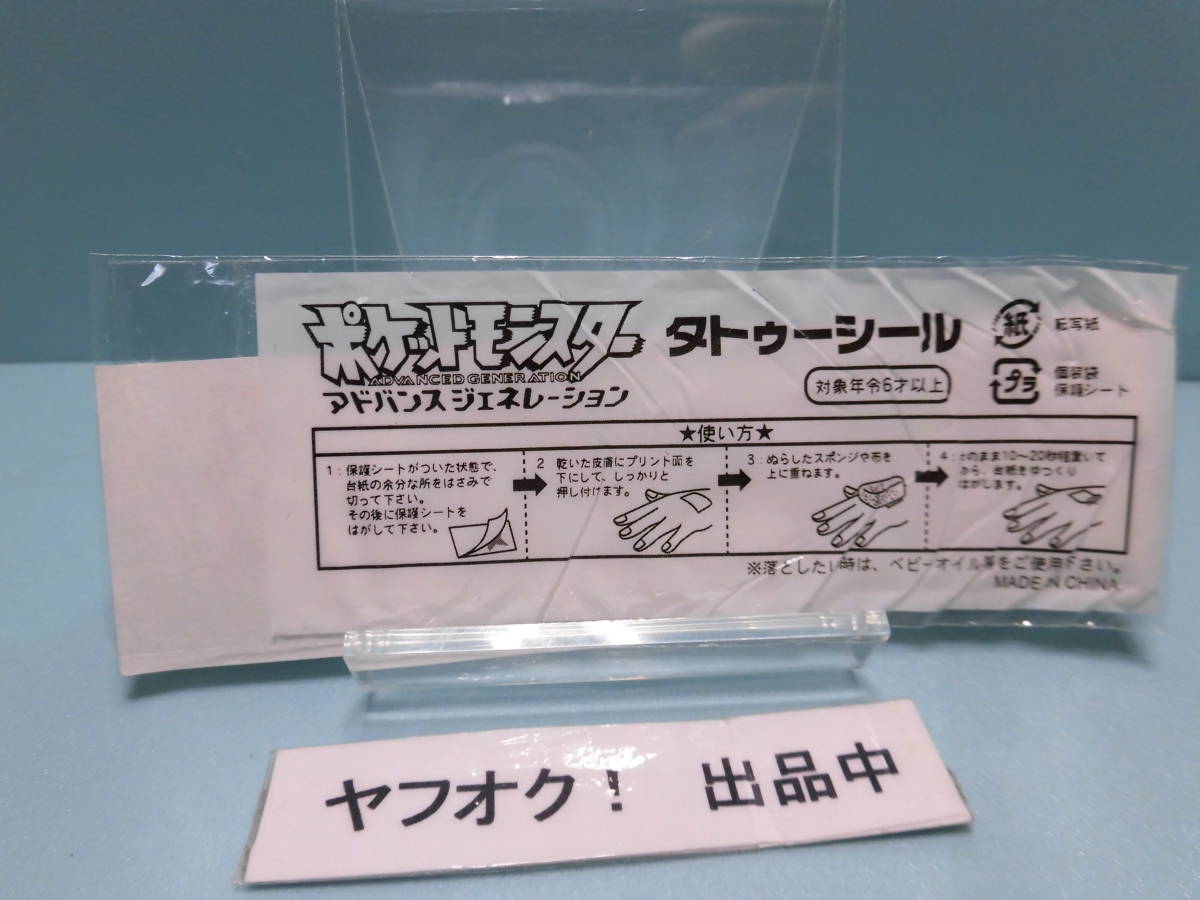 ポケットモンスター
ADVANCED GENERATION
アドバンスジェネレーション
タトゥーシール
対象年令6才以上
紙
転写紙
プラ
個装袋
保護シート
★使い方★
1:保護シートがついた状態で、
台紙の余分な所をはさみで
切って下さい。
その後に保護シートを
はがして下さい。
2 乾いた皮膚にプリント面を
下にして、しっかりと
押し付けます。
3:ぬらしたスポンジや布を
上に重ねます。
4:そのまま10〜20秒程置いて
から、台紙をゆっくり
はがします。
※落としたい時は、ベビーオイル等をご使用下さい。
MADE IN CHINA
ヤフオク! 出品中